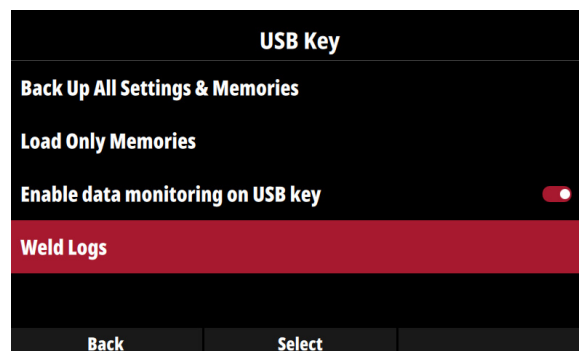 USB Key
Back Up All Settings & Memories
Load Only Memories
Enable data monitoring on USB key
Weld Logs
Back Select